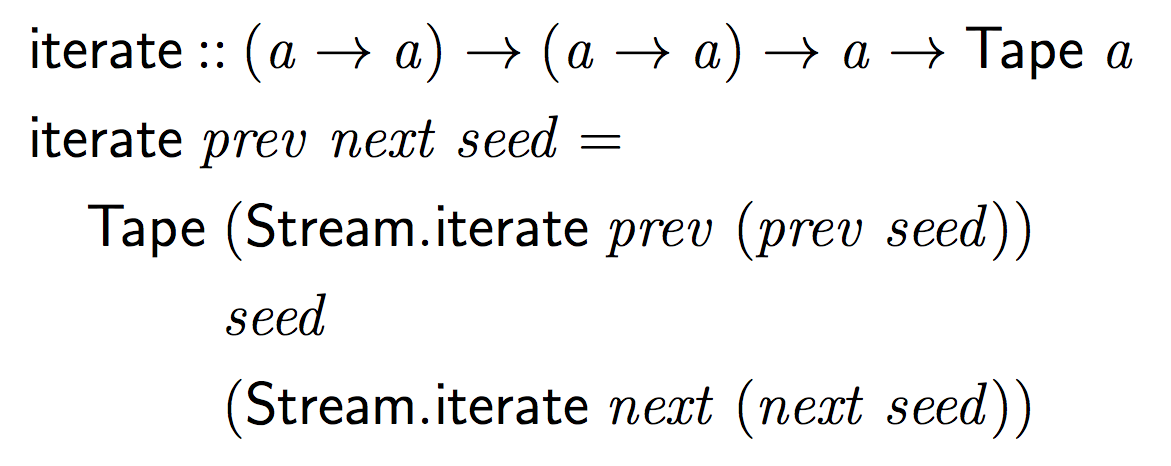 iterate :: (a → a) → (a → a) → a → Tape a
iterate prev next seed =
Tape (Stream.iterate prev (prev seed))
seed
(Stream.iterate next (next seed))